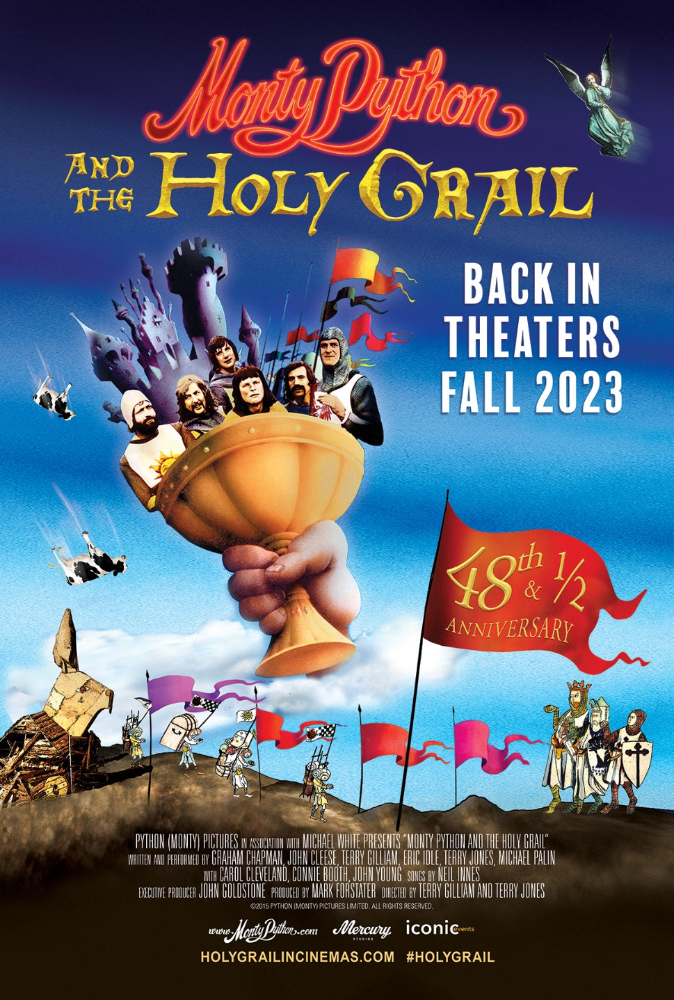 Monty Python
AND THE HOLY GRAIL
BACK IN
THEATERS
FALL 2023
48th & 1/2
ANNIVERSARY
PYTHON (MONTY) PICTURES IN ASSOCIATION WITH MICHAEL WHITE PRESENTS "MONTY PYTHON AND THE HOLY GRAIL"
WRITTEN AND PERFORMED BY GRAHAM CHAPMAN, JOHN CLEESE, TERRY GILLIAM, ERIC IDLE, TERRY JONES, MICHAEL PALIN
WITH CAROL CLEVELAND, CONNIE BOOTH, JOHN YOUNG SONGS BY NEIL INNES
EXECUTIVE PRODUCER JOHN GOLDSTONE PRODUCED BY MARK FORSTATER DIRECTED BY TERRY GILLIAM AND TERRY JONES
©2015 PYTHON (MONTY) PICTURES LIMITED. ALL RIGHTS RESERVED.
www.MontyPython.com Mercury STUDIOS iconic events
HOLYGRAILINCINEMAS.COM #HOLYGRAIL